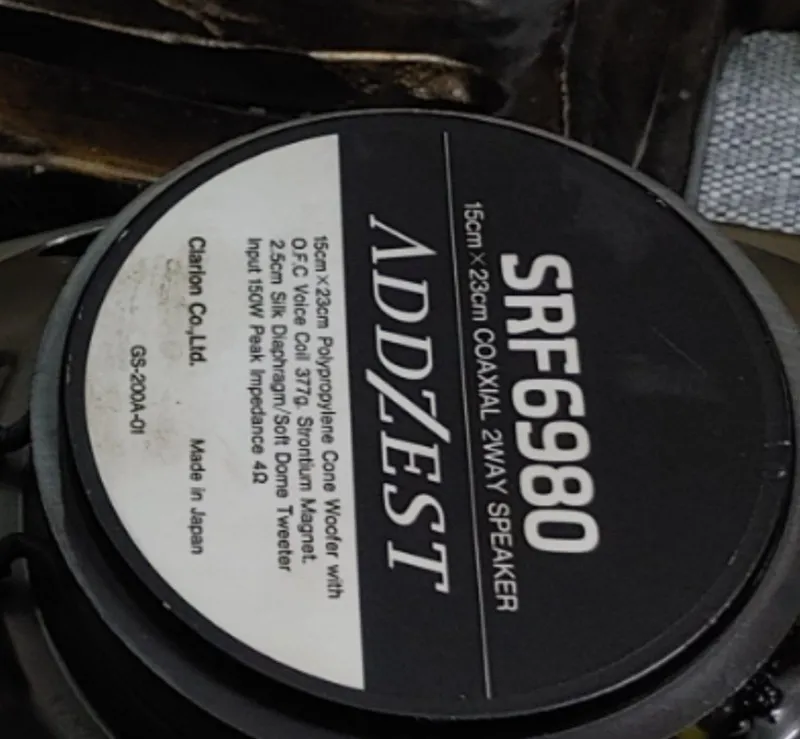 SRF6980
15cm×23cm COAXIAL 2WAY SPEAKER
ADDZEST
15cm×23cm Polypropylene Cone Woofer with
O.F.C Voice Coil 377g. Strontium Magnet.
2.5cm Silk Diaphragm/Soft Dome Tweeter
Input 150W Peak Impedance 4Ω
Clarion Co.,Ltd. Made in Japan
GS-200A-01